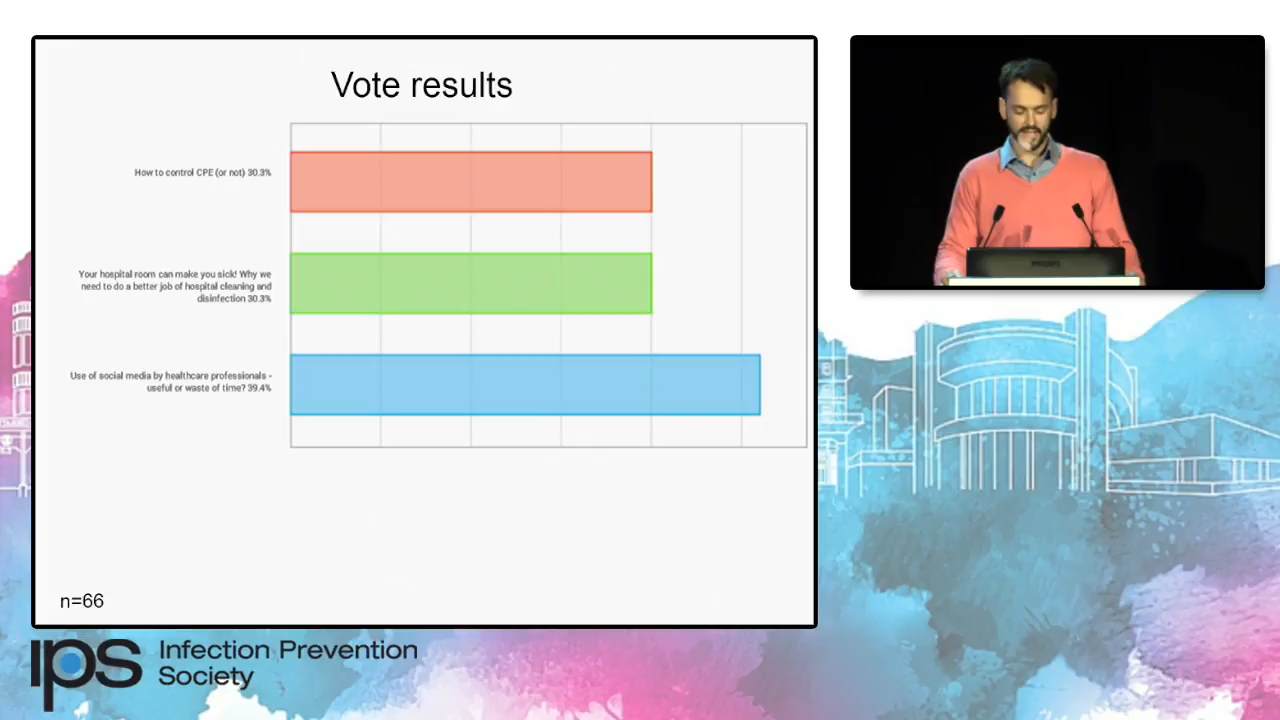 Vote results
How to control CPE (or not) 30.3%
Your hospital room can make you sick! Why we
need to do a better job of hospital cleaning and
disinfection 30.3%
Use of social media by healthcare professionals -
useful or waste of time? 39.4%
n=66
PHILIPS
IPS Infection Prevention
Society